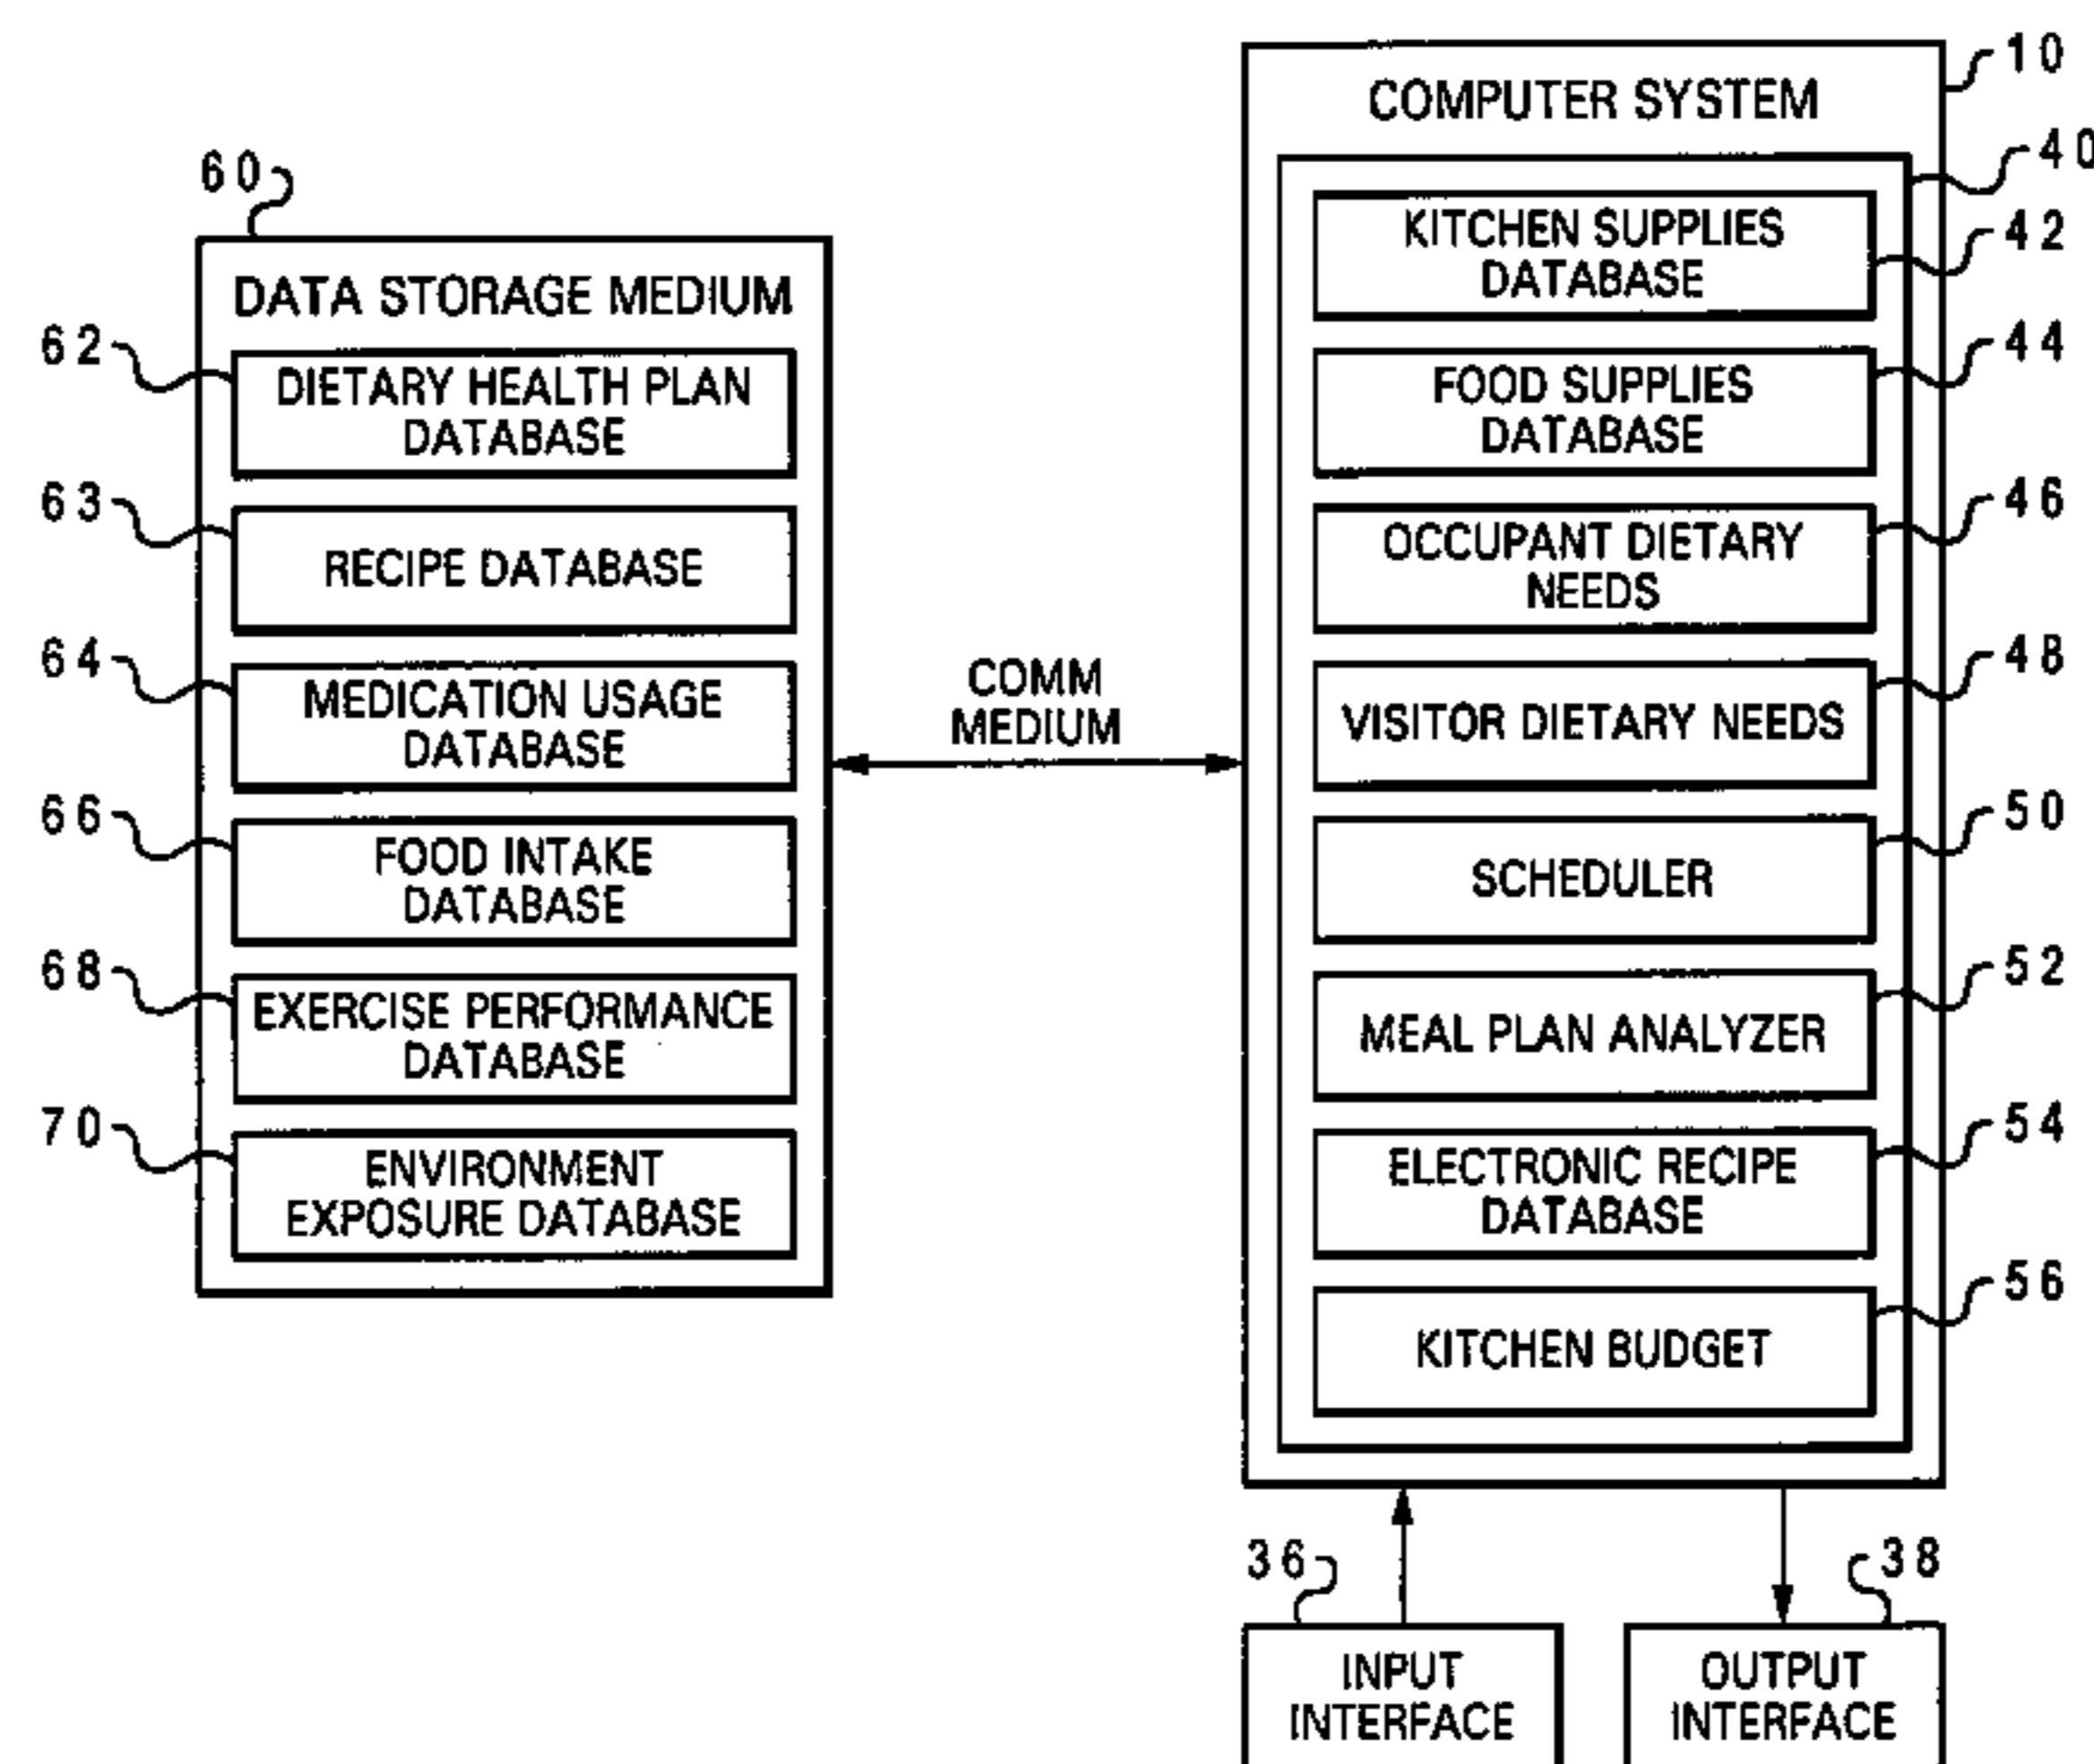 60
DATA STORAGE MEDIUM
62
DIETARY HEALTH PLAN
DATABASE
63
RECIPE DATABASE
64
MEDICATION USAGE
DATABASE
66
FOOD INTAKE
DATABASE
68
EXERCISE PERFORMANCE
DATABASE
70
ENVIRONMENT
EXPOSURE DATABASE
COMM
MEDIUM
10
COMPUTER SYSTEM
40
KITCHEN SUPPLIES
DATABASE
42
FOOD SUPPLIES
DATABASE
44
OCCUPANT DIETARY
NEEDS
46
VISITOR DIETARY NEEDS
48
SCHEDULER
50
MEAL PLAN ANALYZER
52
ELECTRONIC RECIPE
DATABASE
54
KITCHEN BUDGET
56
36
INPUT
INTERFACE
38
OUTPUT
INTERFACE